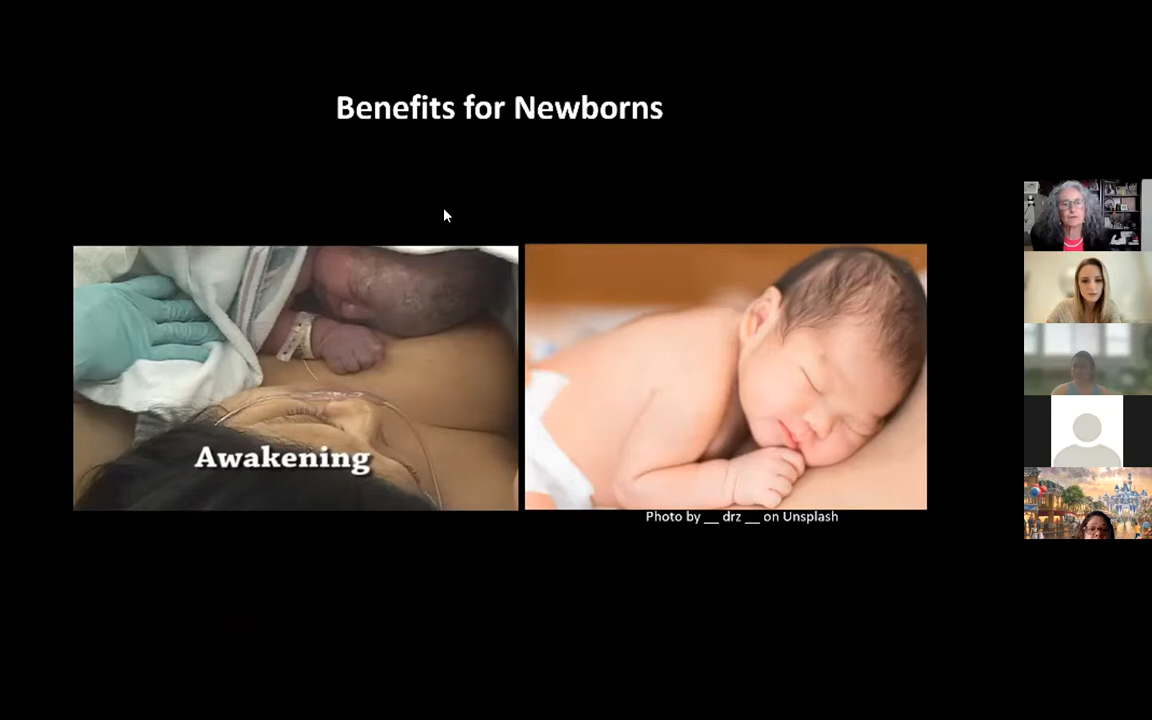 Benefits for Newborns
Awakening
Photo by __ drz __ on Unsplash